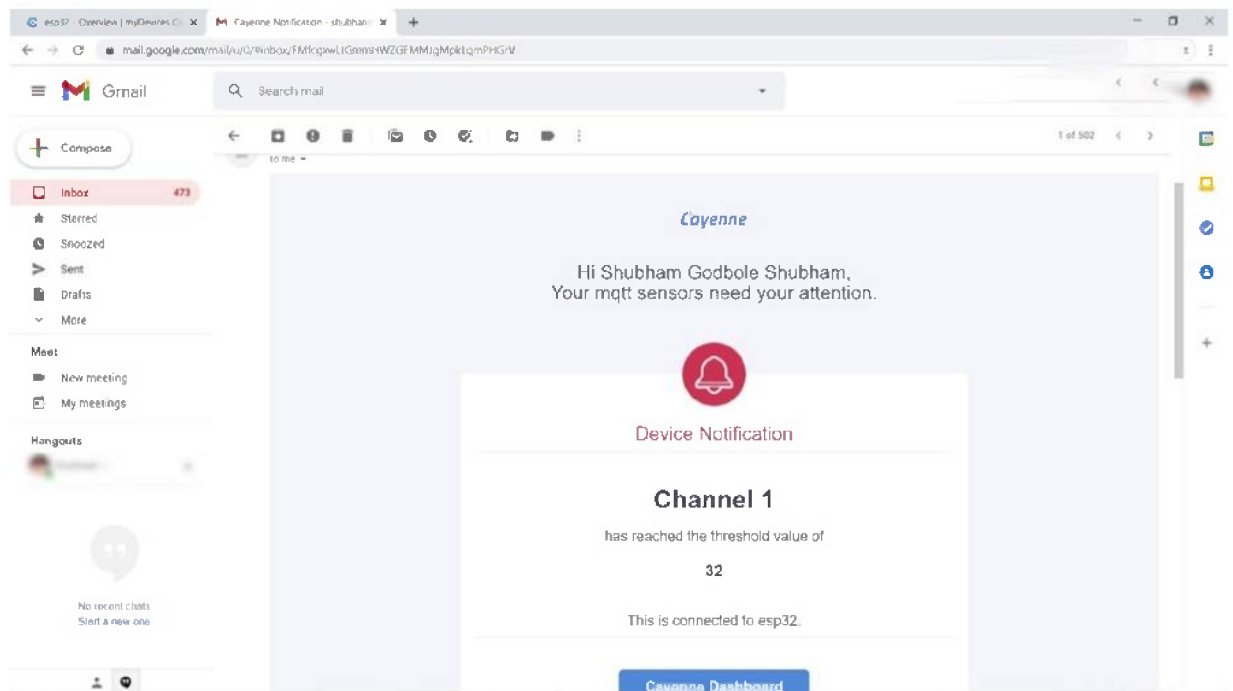 esp32 - Overview | myDevices Ca
Cayenne Notification - shubham
mail.google.com/mail/u/0/#inbox/
Gmail
Search mail
Compose
to me
1 of 502
Inbox 473
Starred
Snoozed
Sent
Drafts
More
Meet
New meeting
My meetings
Hangouts
No recent chats
Start a new one
Cayenne
Hi Shubham Godbole Shubham,
Your mqtt sensors need your attention.
Device Notification
Channel 1
has reached the threshold value of
32
This is connected to esp32.
Cayenne Dashboard